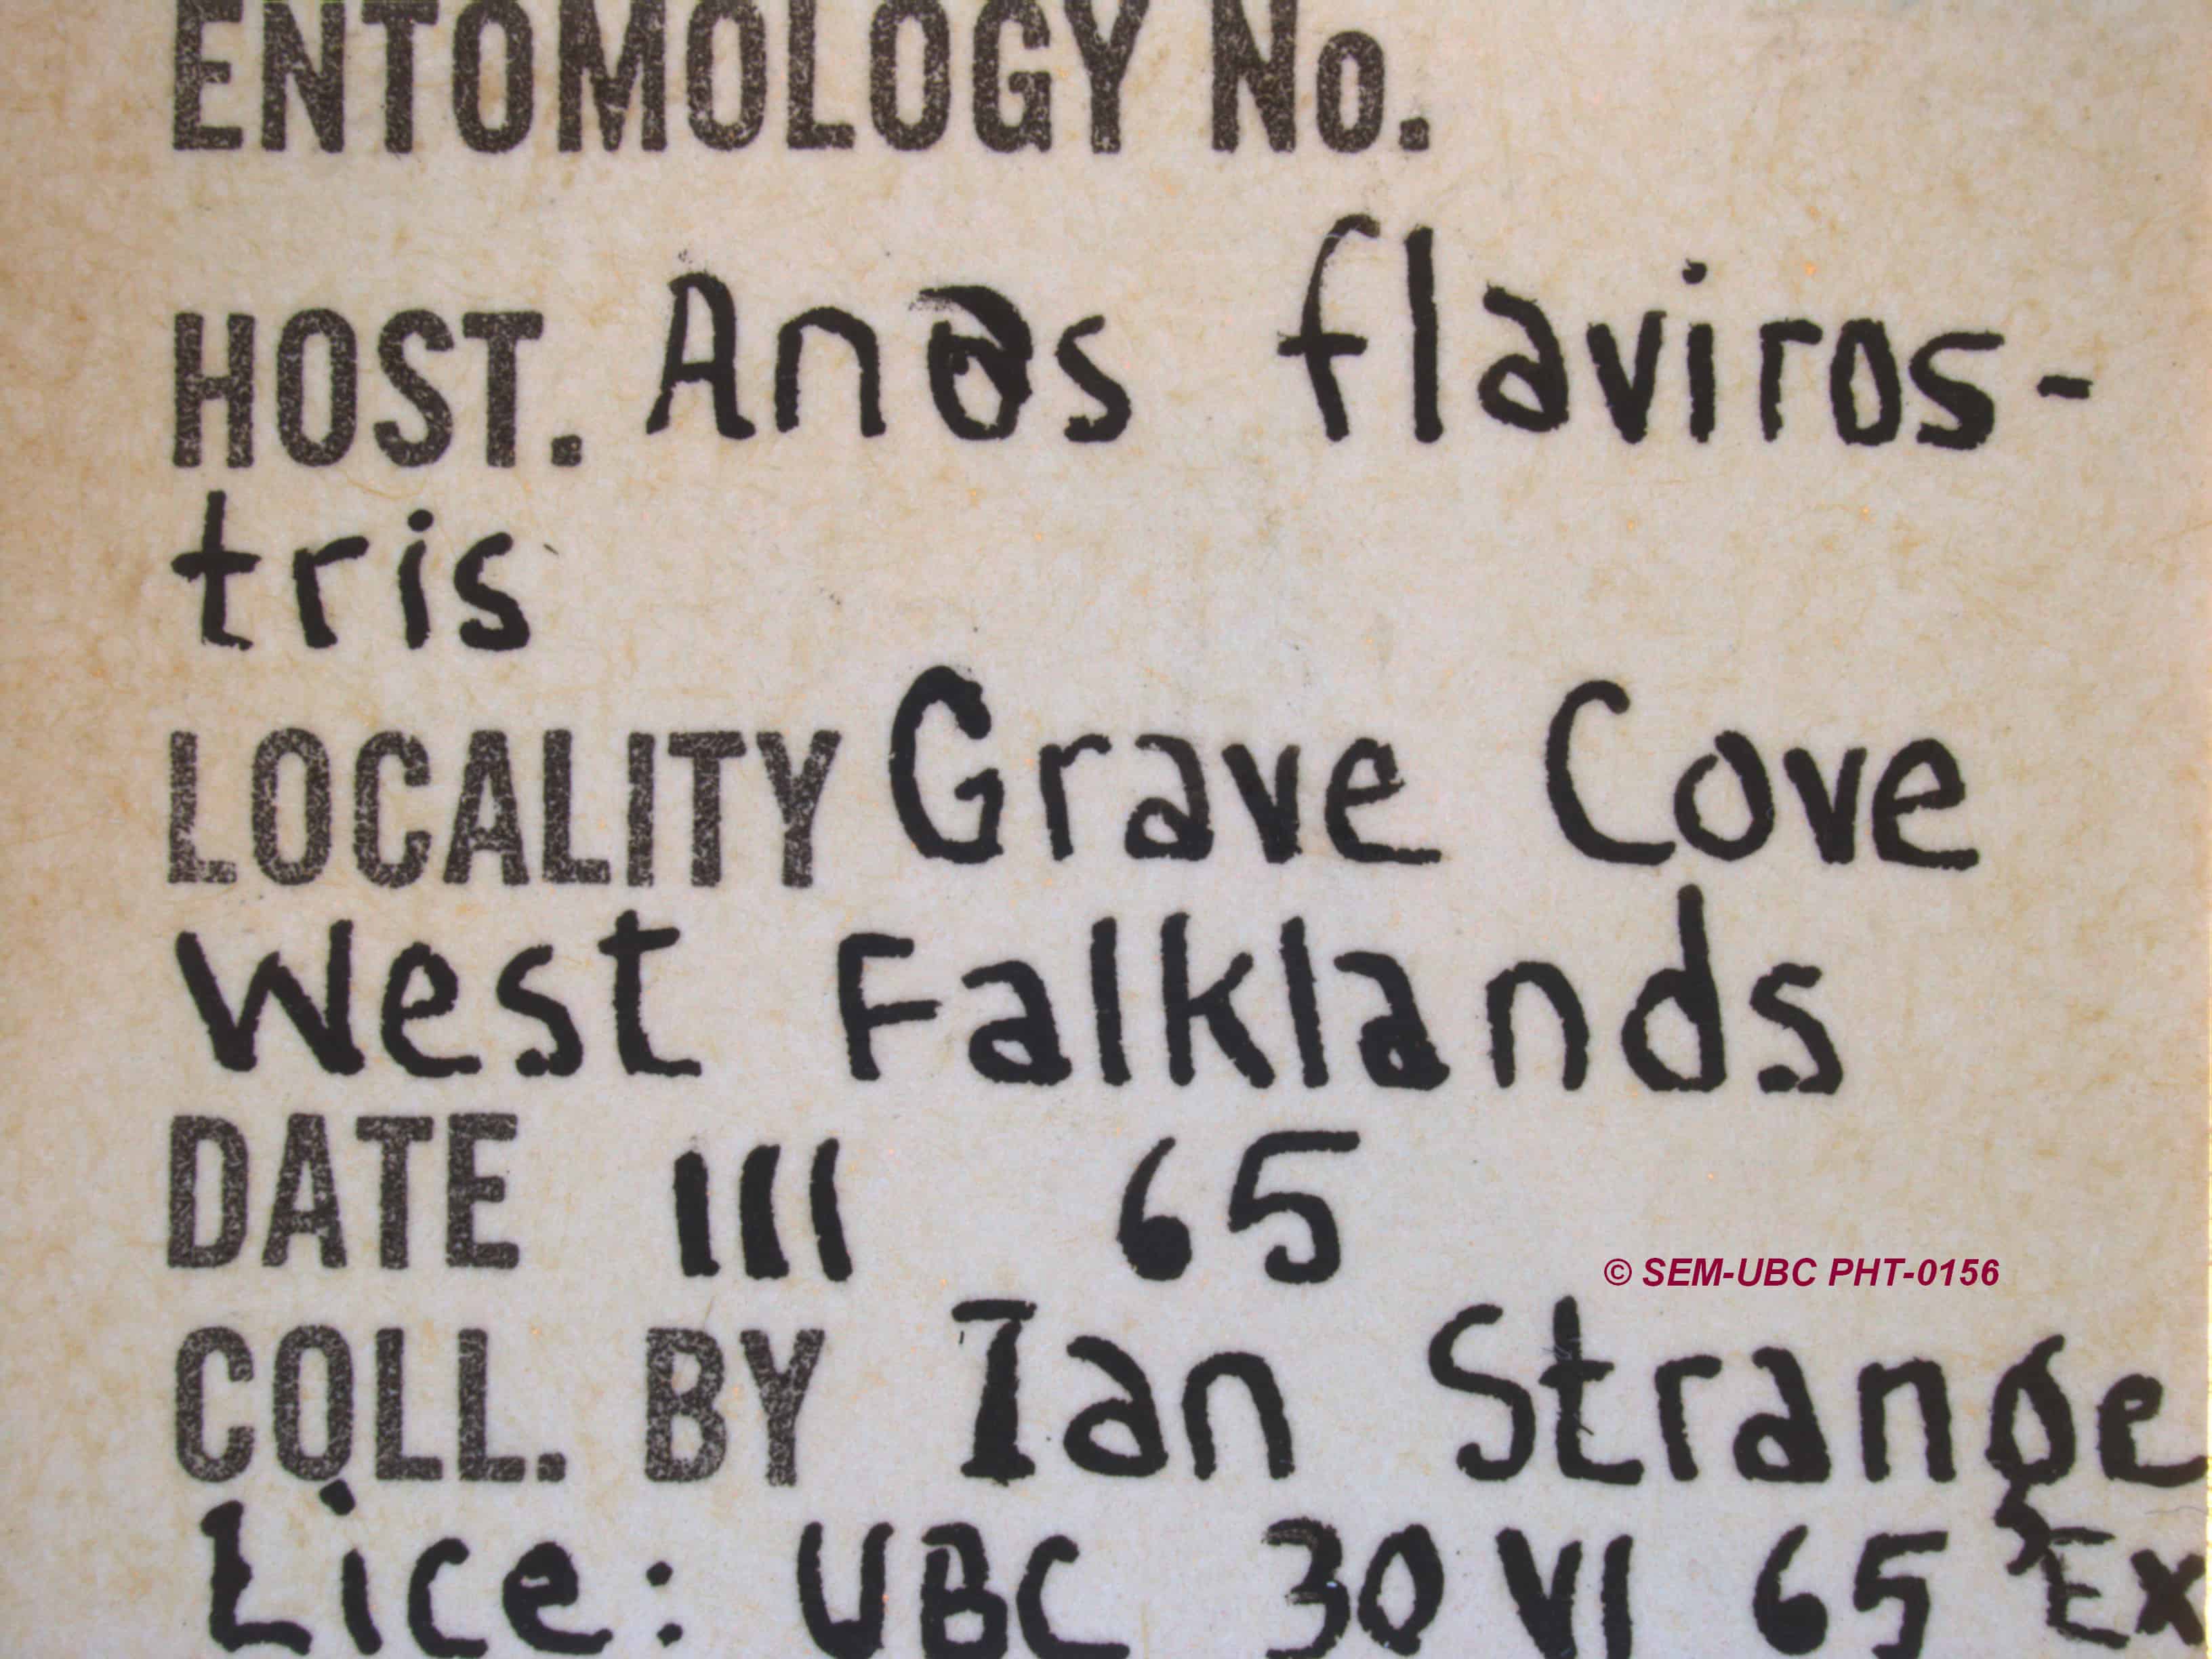 ENTOMOLOGY No.
HOST. Anas flaviros-
tris
LOCALITY Grave Cove
West Falklands
DATE III 65
© SEM-UBC PHT-0156
COLL. BY Ian Strange
Lice: UBC 30 VI 65 Ex